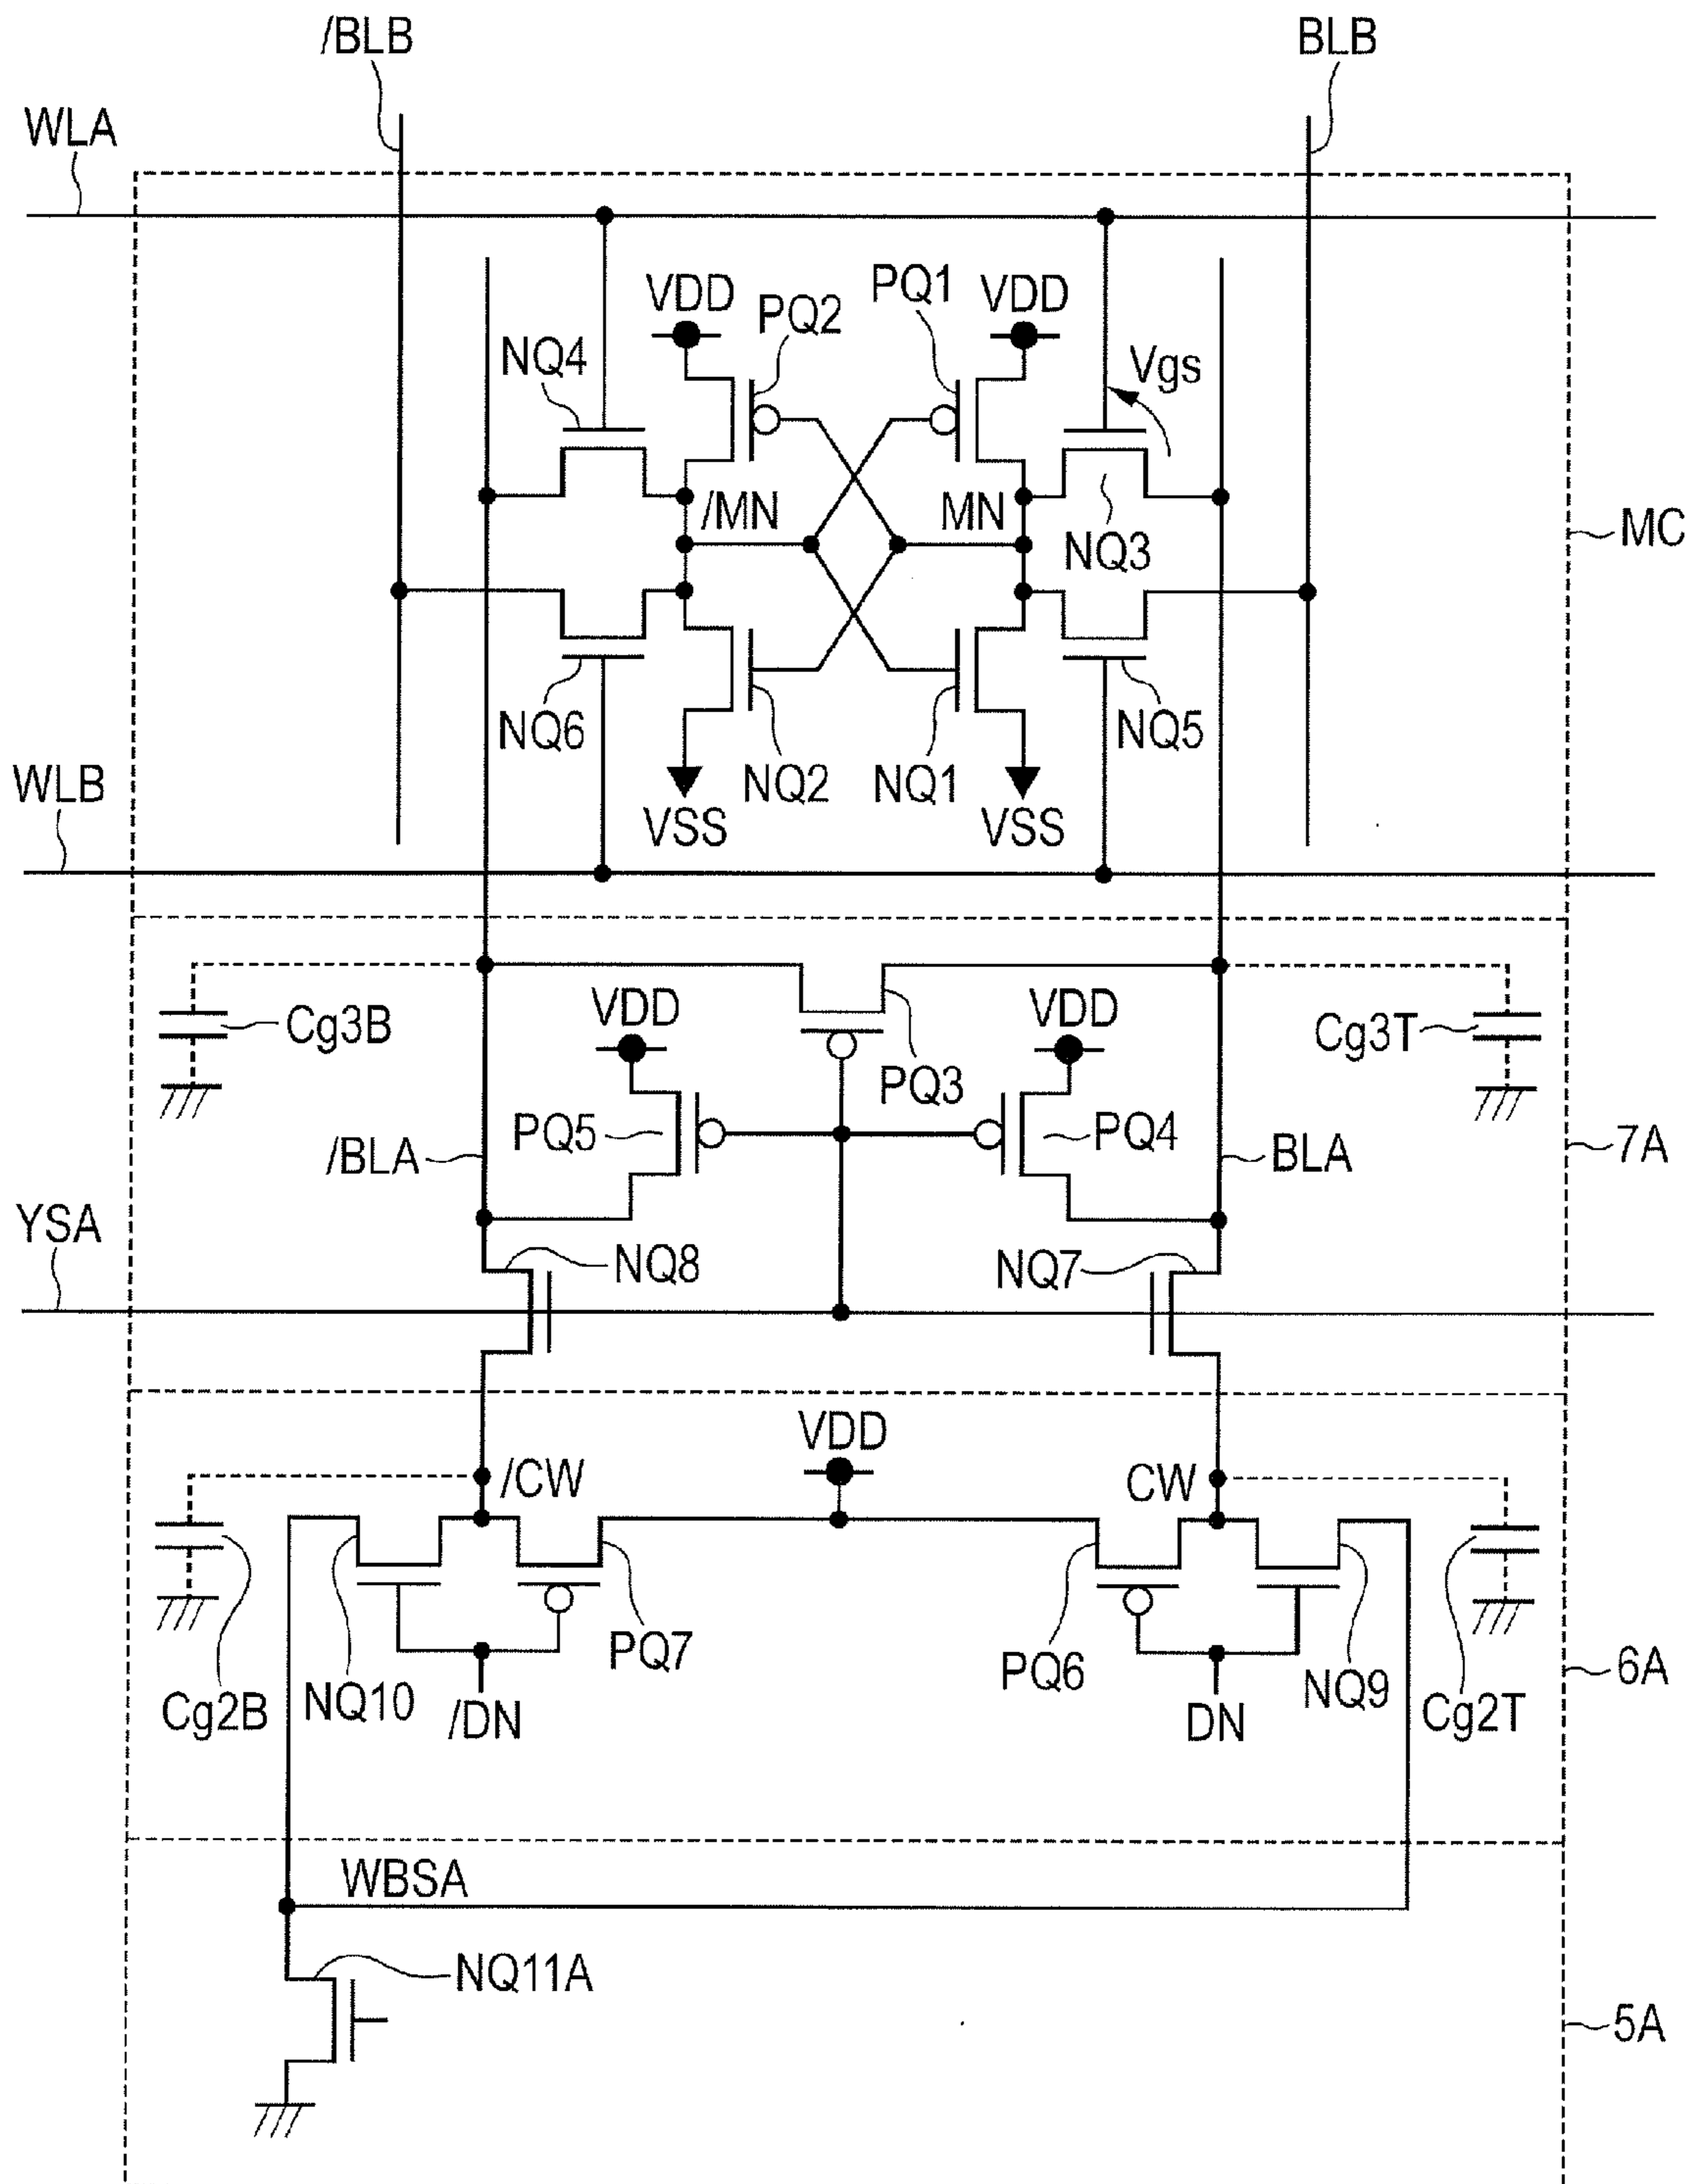 /BLB
BLB
WLA
VDD
PQ2
PQ1
VDD
NQ4
Vgs
/MN
MN
NQ3
MC
NQ6
NQ2
NQ1
NQ5
WLB
VSS
VSS
Cg3B
VDD
VDD
Cg3T
PQ3
PQ5
PQ4
/BLA
BLA
7A
YSA
NQ8
NQ7
VDD
/CW
CW
PQ7
PQ6
Cg2B
NQ10
/DN
DN
NQ9
Cg2T
6A
WBSA
NQ11A
5A